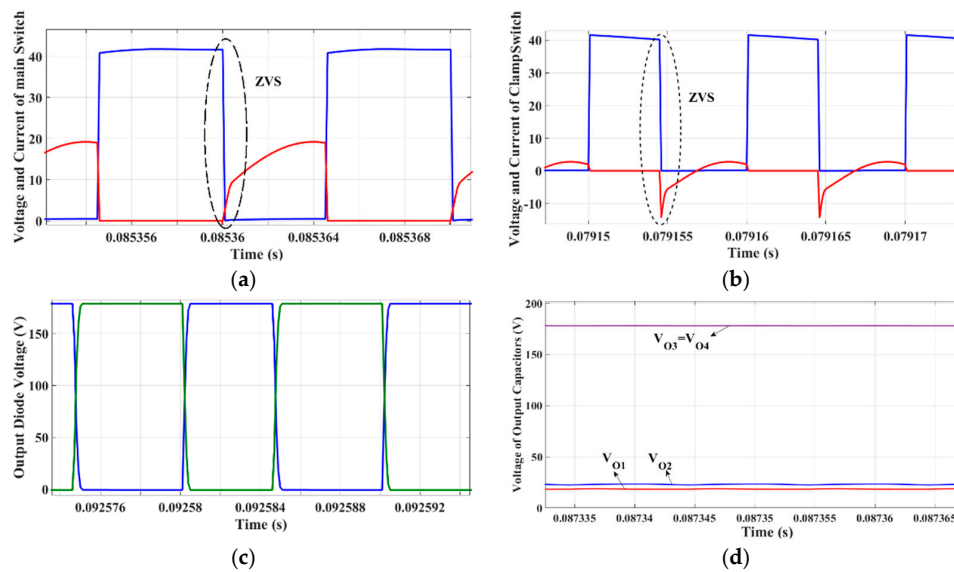 Voltage and Current of main Switch
40
30
20
10
0
ZVS
0.085356
0.08536
0.085364
0.085368
Time (s)
(a)
Voltage and Current of Clamp Switch
40
30
20
10
0
-10
ZVS
0.07915
0.079155
0.07916
0.079165
0.07917
Time (s)
(b)
Output Diode Voltage (V)
150
100
50
0
0.092576
0.09258
0.092584
0.092588
0.092592
Time (s)
(c)
Voltage of Output Capacitors (V)
200
150
100
50
0
VO3=VO4
VO1
VO2
0.087335
0.08734
0.087345
0.08735
0.087355
0.08736
0.087365
Time (s)
(d)